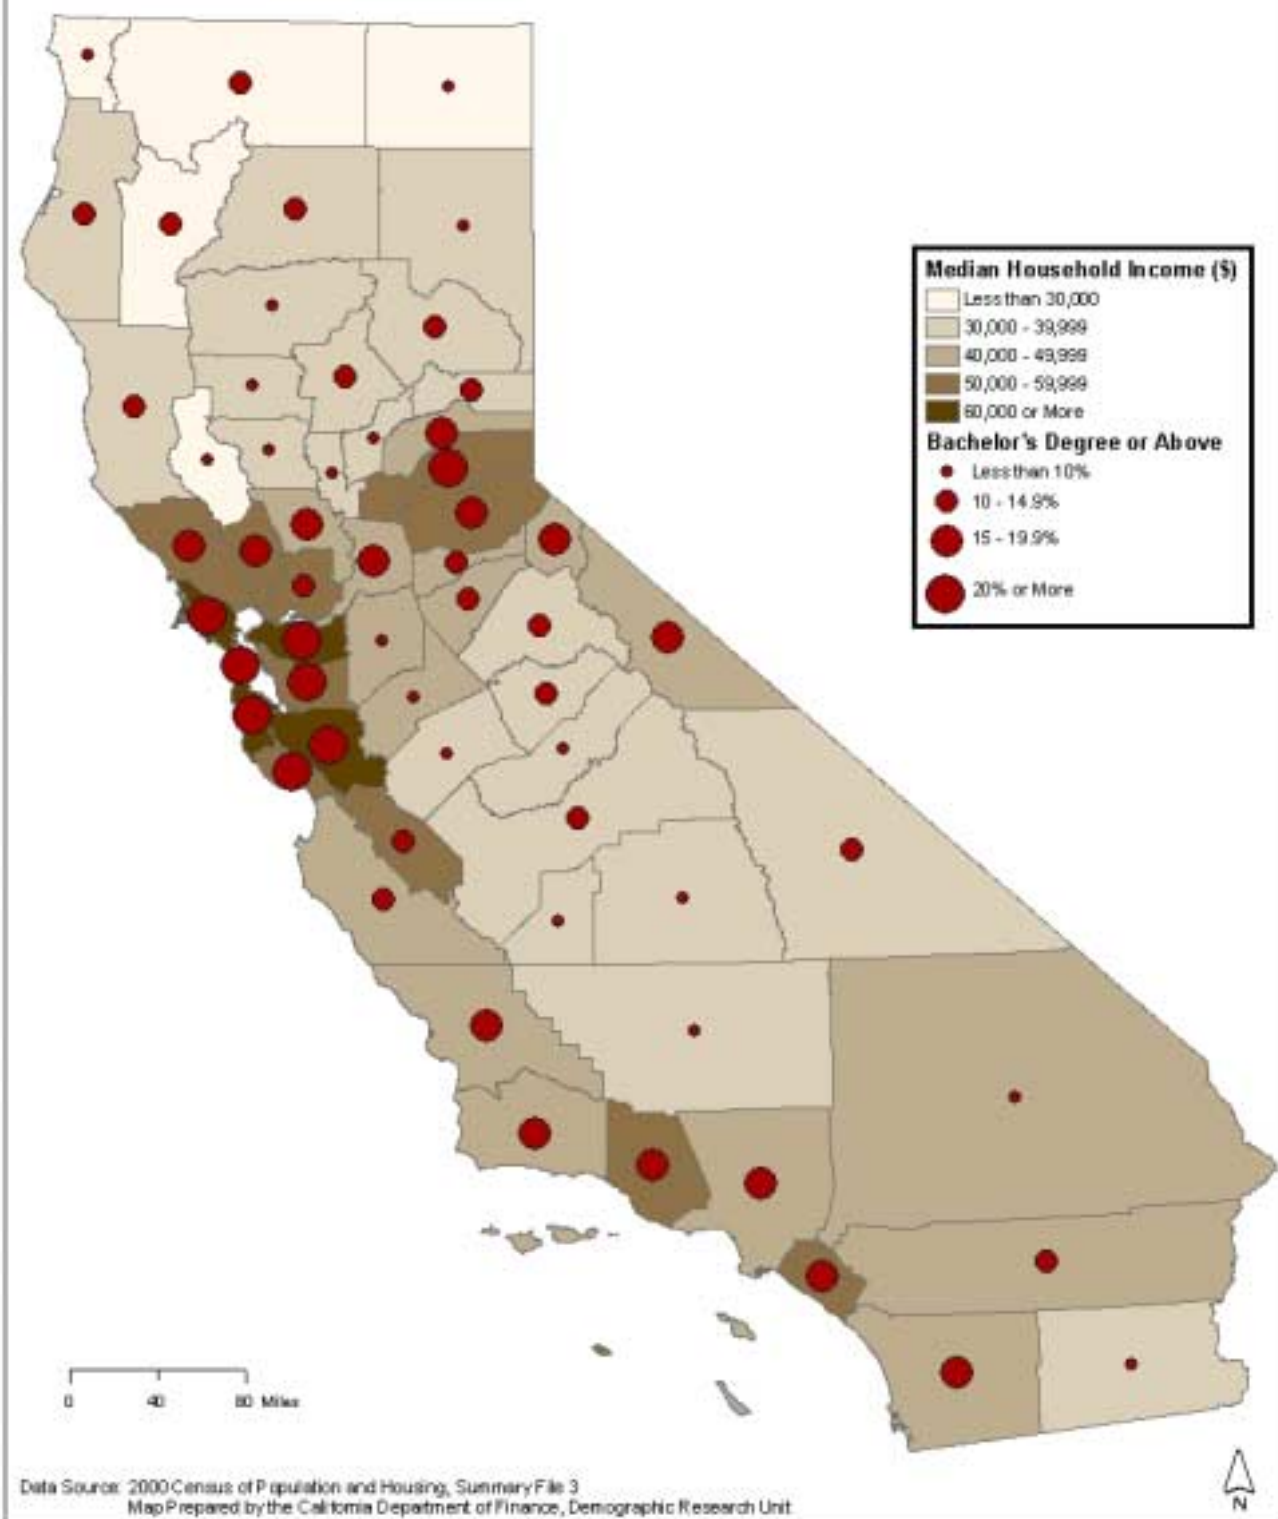 Median Household Income ($)
Less than 30,000
30,000 - 39,999
40,000 - 49,999
50,000 - 59,999
60,000 or More
Bachelor's Degree or Above
Less than 10%
10 - 14.9%
15 - 19.9%
20% or More
0 40 80 Miles
N
Data Source: 2000 Census of Population and Housing, Summary File 3
Map Prepared by the California Department of Finance, Demographic Research Unit